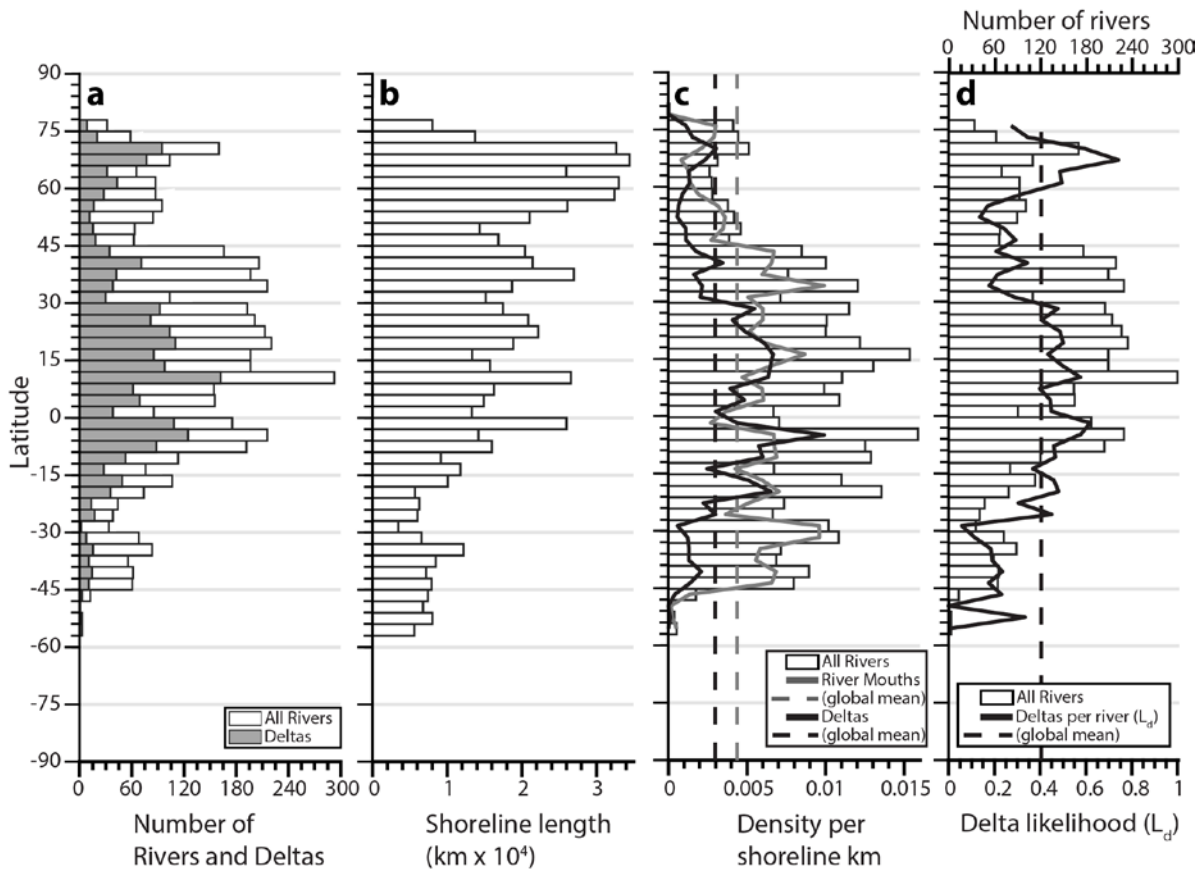 Number of rivers
0 60 120 180 240 300
90
75
60
45
30
15
0
-15
-30
-45
-60
-75
-90
Latitude
a
b
c
d
All Rivers
Deltas
All Rivers
River Mouths
(global mean)
Deltas
(global mean)
All Rivers
Deltas per river (L_d)
(global mean)
0 60 120 180 240 300
1 2 3
0 0.005 0.01 0.015
0 0.2 0.4 0.6 0.8 1
Number of
Rivers and Deltas
Shoreline length
(km x 10⁴)
Density per
shoreline km
Delta likelihood (L_d)